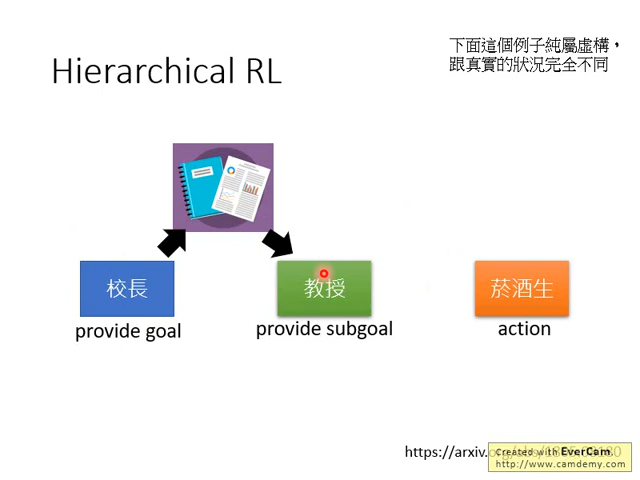 下面這個例子純屬虛構，
跟真實的狀況完全不同
Hierarchical RL
校長
教授
菸酒生
provide goal
provide subgoal
action
https://arxiv.org/abs/
Created with EverCam.
http://www.camdemy.com